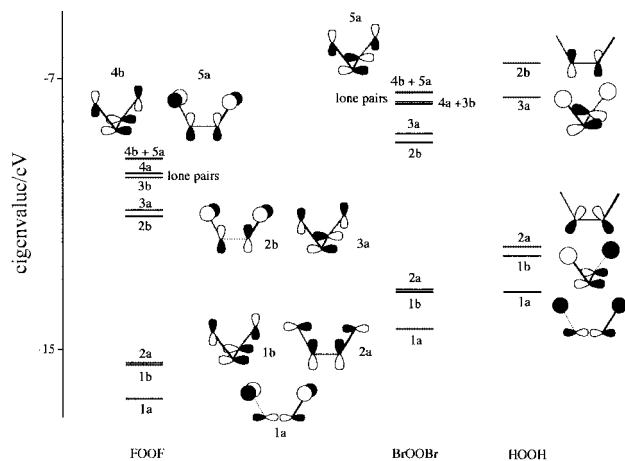 5a
4b
5a
-7
4b + 5a
lone pairs
4a +3b
3a
2b
2b
3a
4b + 5a
4a
lone pairs
3b
3a
2b
2b
3a
eigenvalue/eV
2a
1b
1a
2a
1b
1a
-15
2a
1b
1a
1b
2a
1a
FOOF
BrOOBr
HOOH